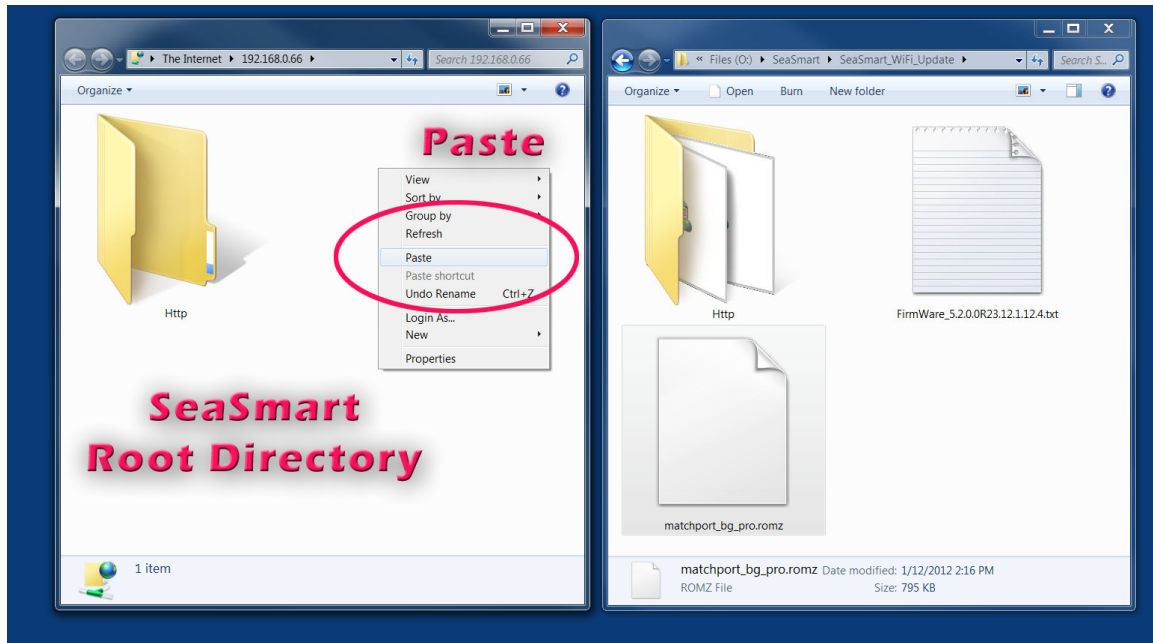 The Internet ▸ 192.168.0.66 ▸
Search 192.168.0.66
Organize
Paste
View
Sort by
Group by
Refresh
Paste
Paste shortcut
Undo Rename Ctrl+Z
Login As...
New
Properties
Http
SeaSmart
Root Directory
1 item
« Files (O:) ▸ SeaSmart ▸ SeaSmart_WiFi_Update ▸
Search S...
Organize Open Burn New folder
Http
FirmWare_5.2.0.0R23.12.1.12.4.txt
matchport_bg_pro.romz
matchport_bg_pro.romz Date modified: 1/12/2012 2:16 PM
ROMZ File Size: 795 KB